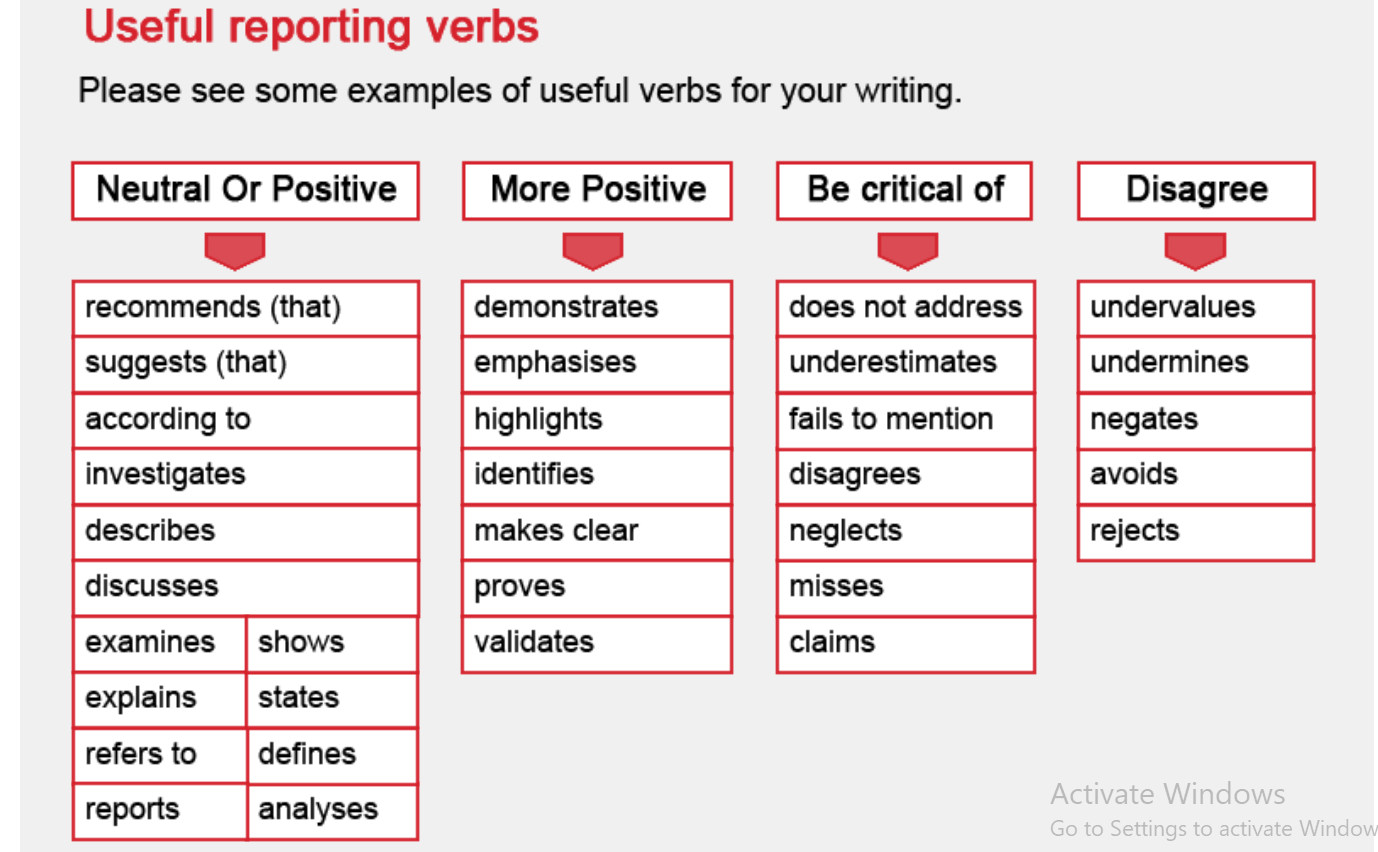 Useful reporting verbs
Please see some examples of useful verbs for your writing.
Neutral Or Positive
recommends (that)
suggests (that)
according to
investigates
describes
discusses
examines shows
explains states
refers to defines
reports analyses
More Positive
demonstrates
emphasises
highlights
identifies
makes clear
proves
validates
Be critical of
does not address
underestimates
fails to mention
disagrees
neglects
misses
claims
Disagree
undervalues
undermines
negates
avoids
rejects
Activate Windows
Go to Settings to activate Window